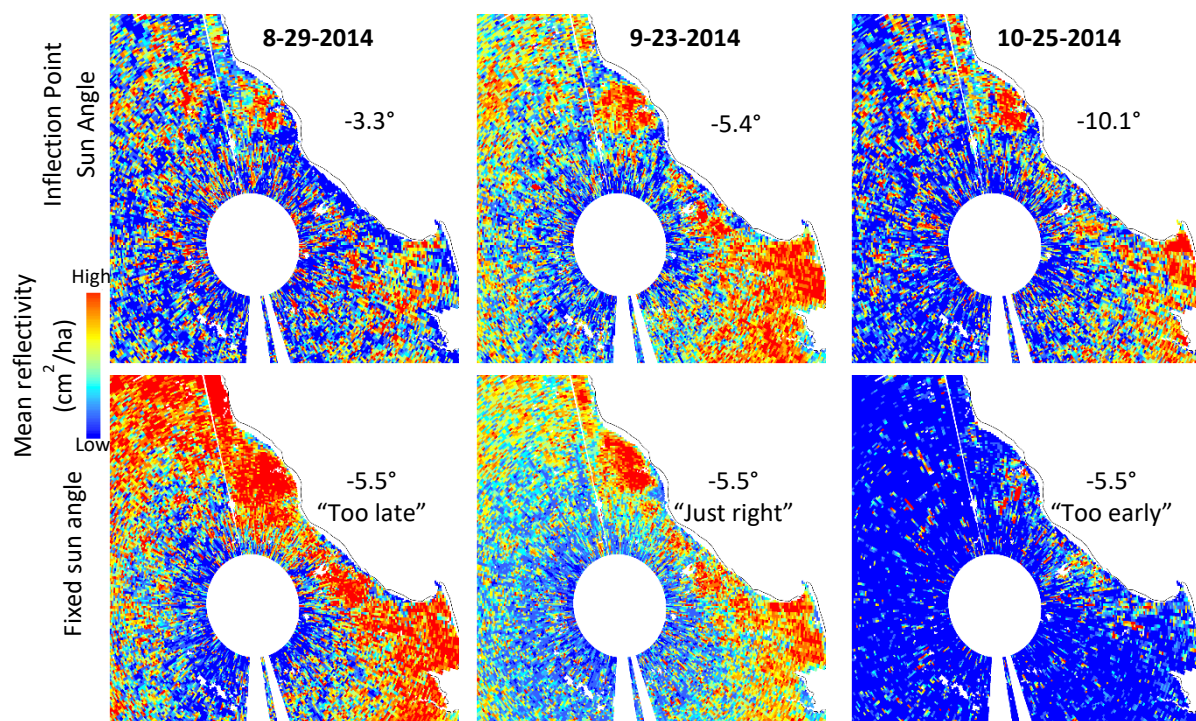 8-29-2014
9-23-2014
10-25-2014
Inflection Point
Sun Angle
-3.3°
-5.4°
-10.1°
Mean reflectivity
(cm²/ha)
High
Low
Fixed sun angle
-5.5°
"Too late"
-5.5°
"Just right"
-5.5°
"Too early"